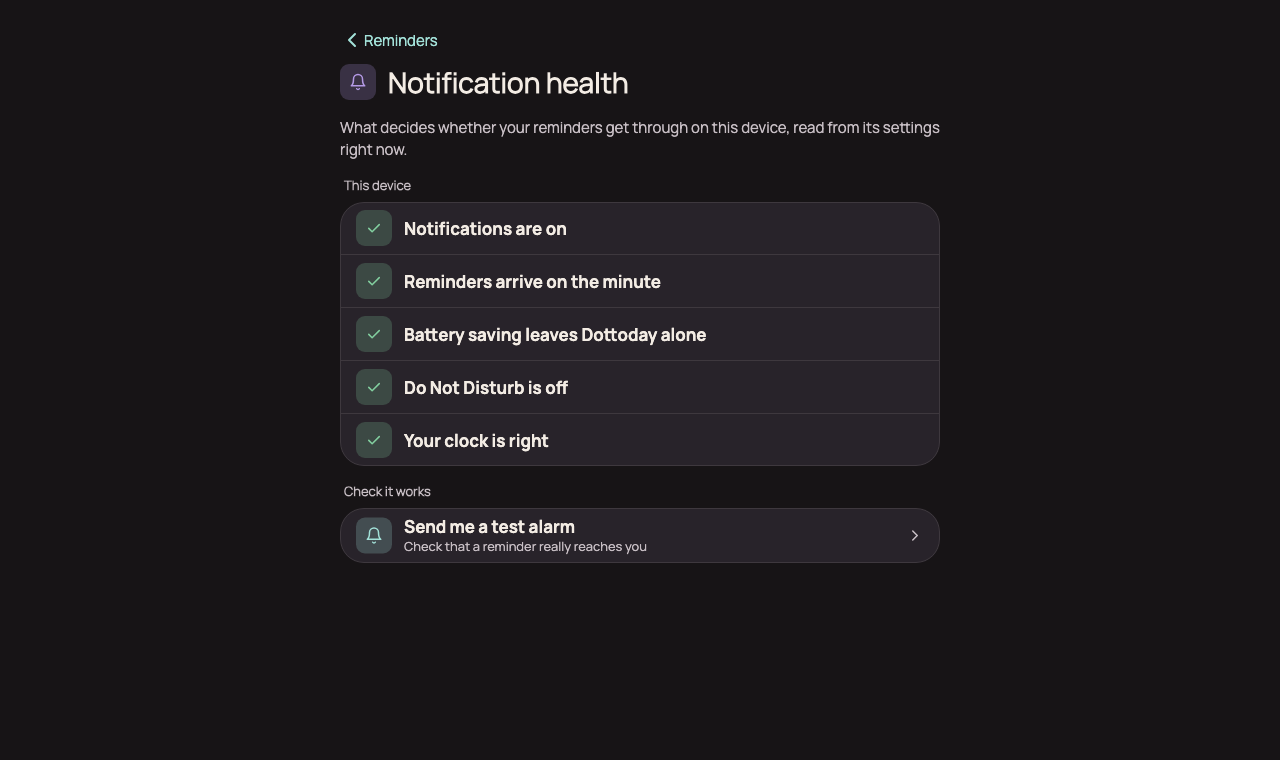 Reminders
Notification health
What decides whether your reminders get through on this device, read from its settings
right now.
This device
Notifications are on
Reminders arrive on the minute
Battery saving leaves Dottoday alone
Do Not Disturb is off
Your clock is right
Check it works
Send me a test alarm
Check that a reminder really reaches you